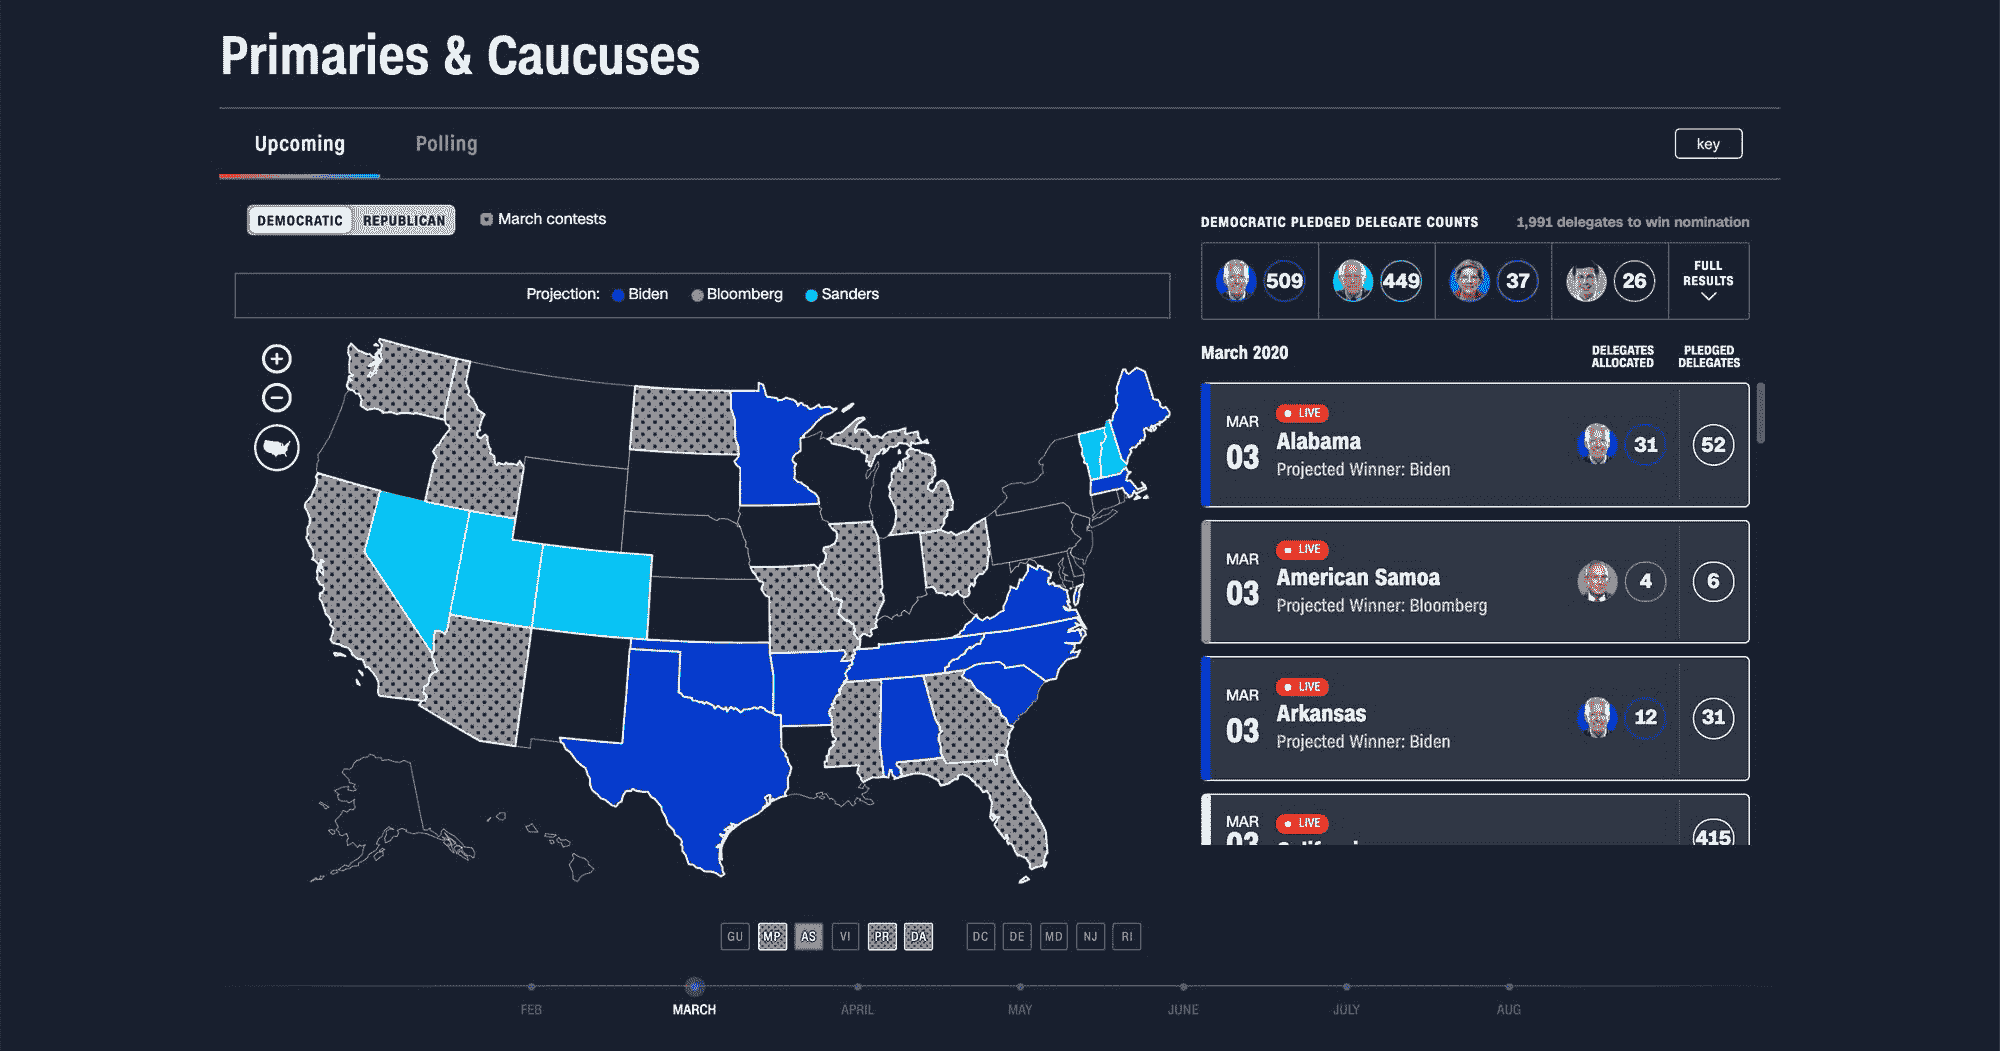 Primaries & Caucuses
Upcoming Polling key
DEMOCRATIC REPUBLICAN March contests
DEMOCRATIC PLEDGED DELEGATE COUNTS 1,991 delegates to win nomination
509 449 37 26 FULL RESULTS
Projection: Biden Bloomberg Sanders
March 2020 DELEGATES ALLOCATED PLEDGED DELEGATES
MAR 03
LIVE
Alabama
Projected Winner: Biden
31 52
MAR 03
LIVE
American Samoa
Projected Winner: Bloomberg
4 6
MAR 03
LIVE
Arkansas
Projected Winner: Biden
12 31
MAR 03
LIVE
415
GU MP AS VI PR DA DC DE MD NJ RI
FEB MARCH APRIL MAY JUNE JULY AUG